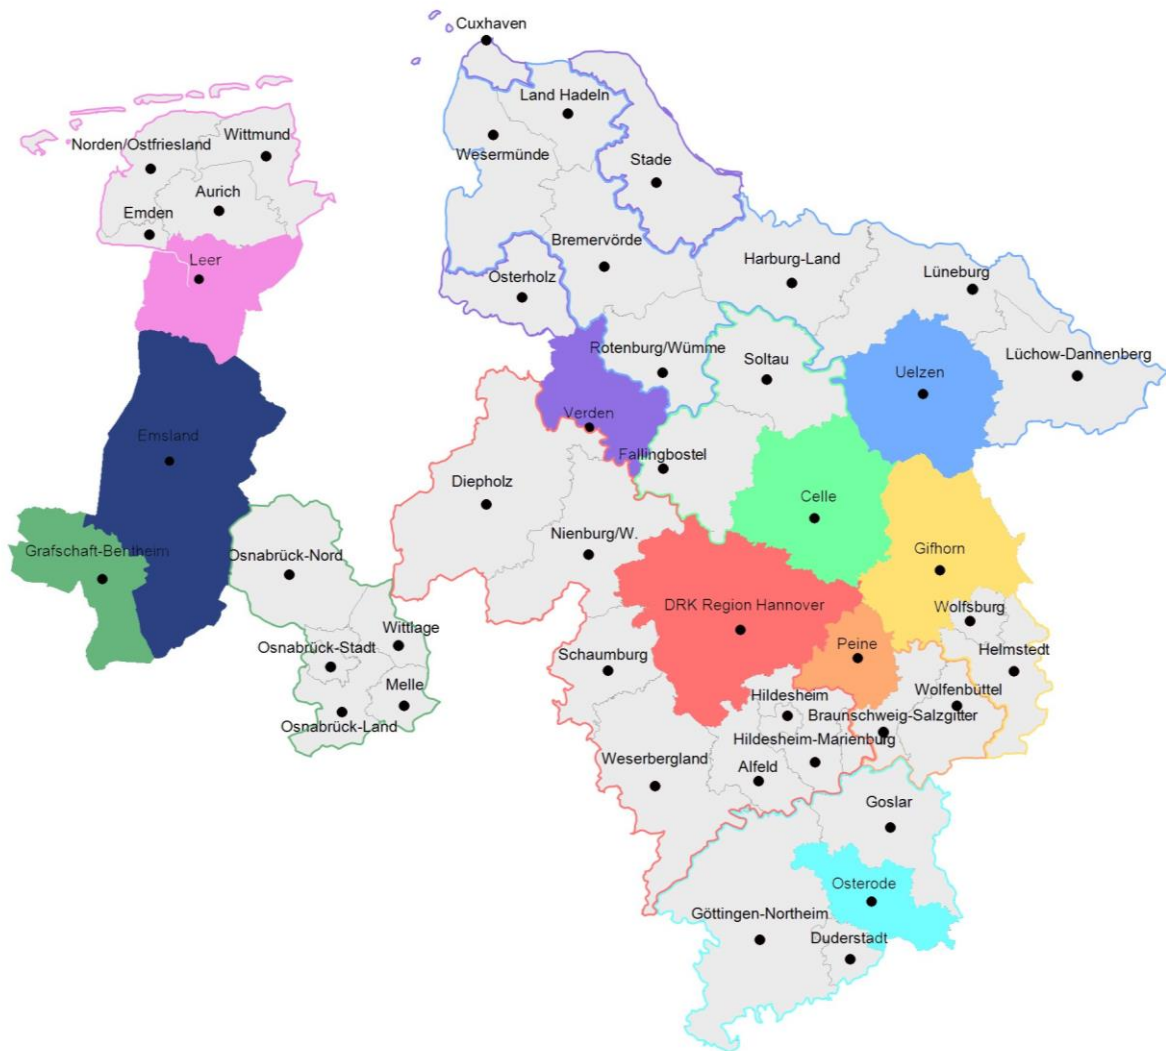 Cuxhaven
Land Hadeln
Wesermünde
Stade
Norden/Ostfriesland
Wittmund
Aurich
Emden
Leer
Bremervörde
Osterholz
Harburg-Land
Lüneburg
Rotenburg/Wümme
Soltau
Lüchow-Dannenberg
Uelzen
Verden
Emsland
Fallingbostel
Diepholz
Celle
Nienburg/W.
Grafschaft-Bentheim
Osnabrück-Nord
Gifhorn
DRK Region Hannover
Wolfsburg
Wittlage
Osnabrück-Stadt
Peine
Helmstedt
Schaumburg
Melle
Hildesheim
Wolfenbüttel
Osnabrück-Land
Braunschweig-Salzgitter
Hildesheim-Marienburg
Weserbergland
Alfeld
Goslar
Osterode
Göttingen-Northeim
Duderstadt